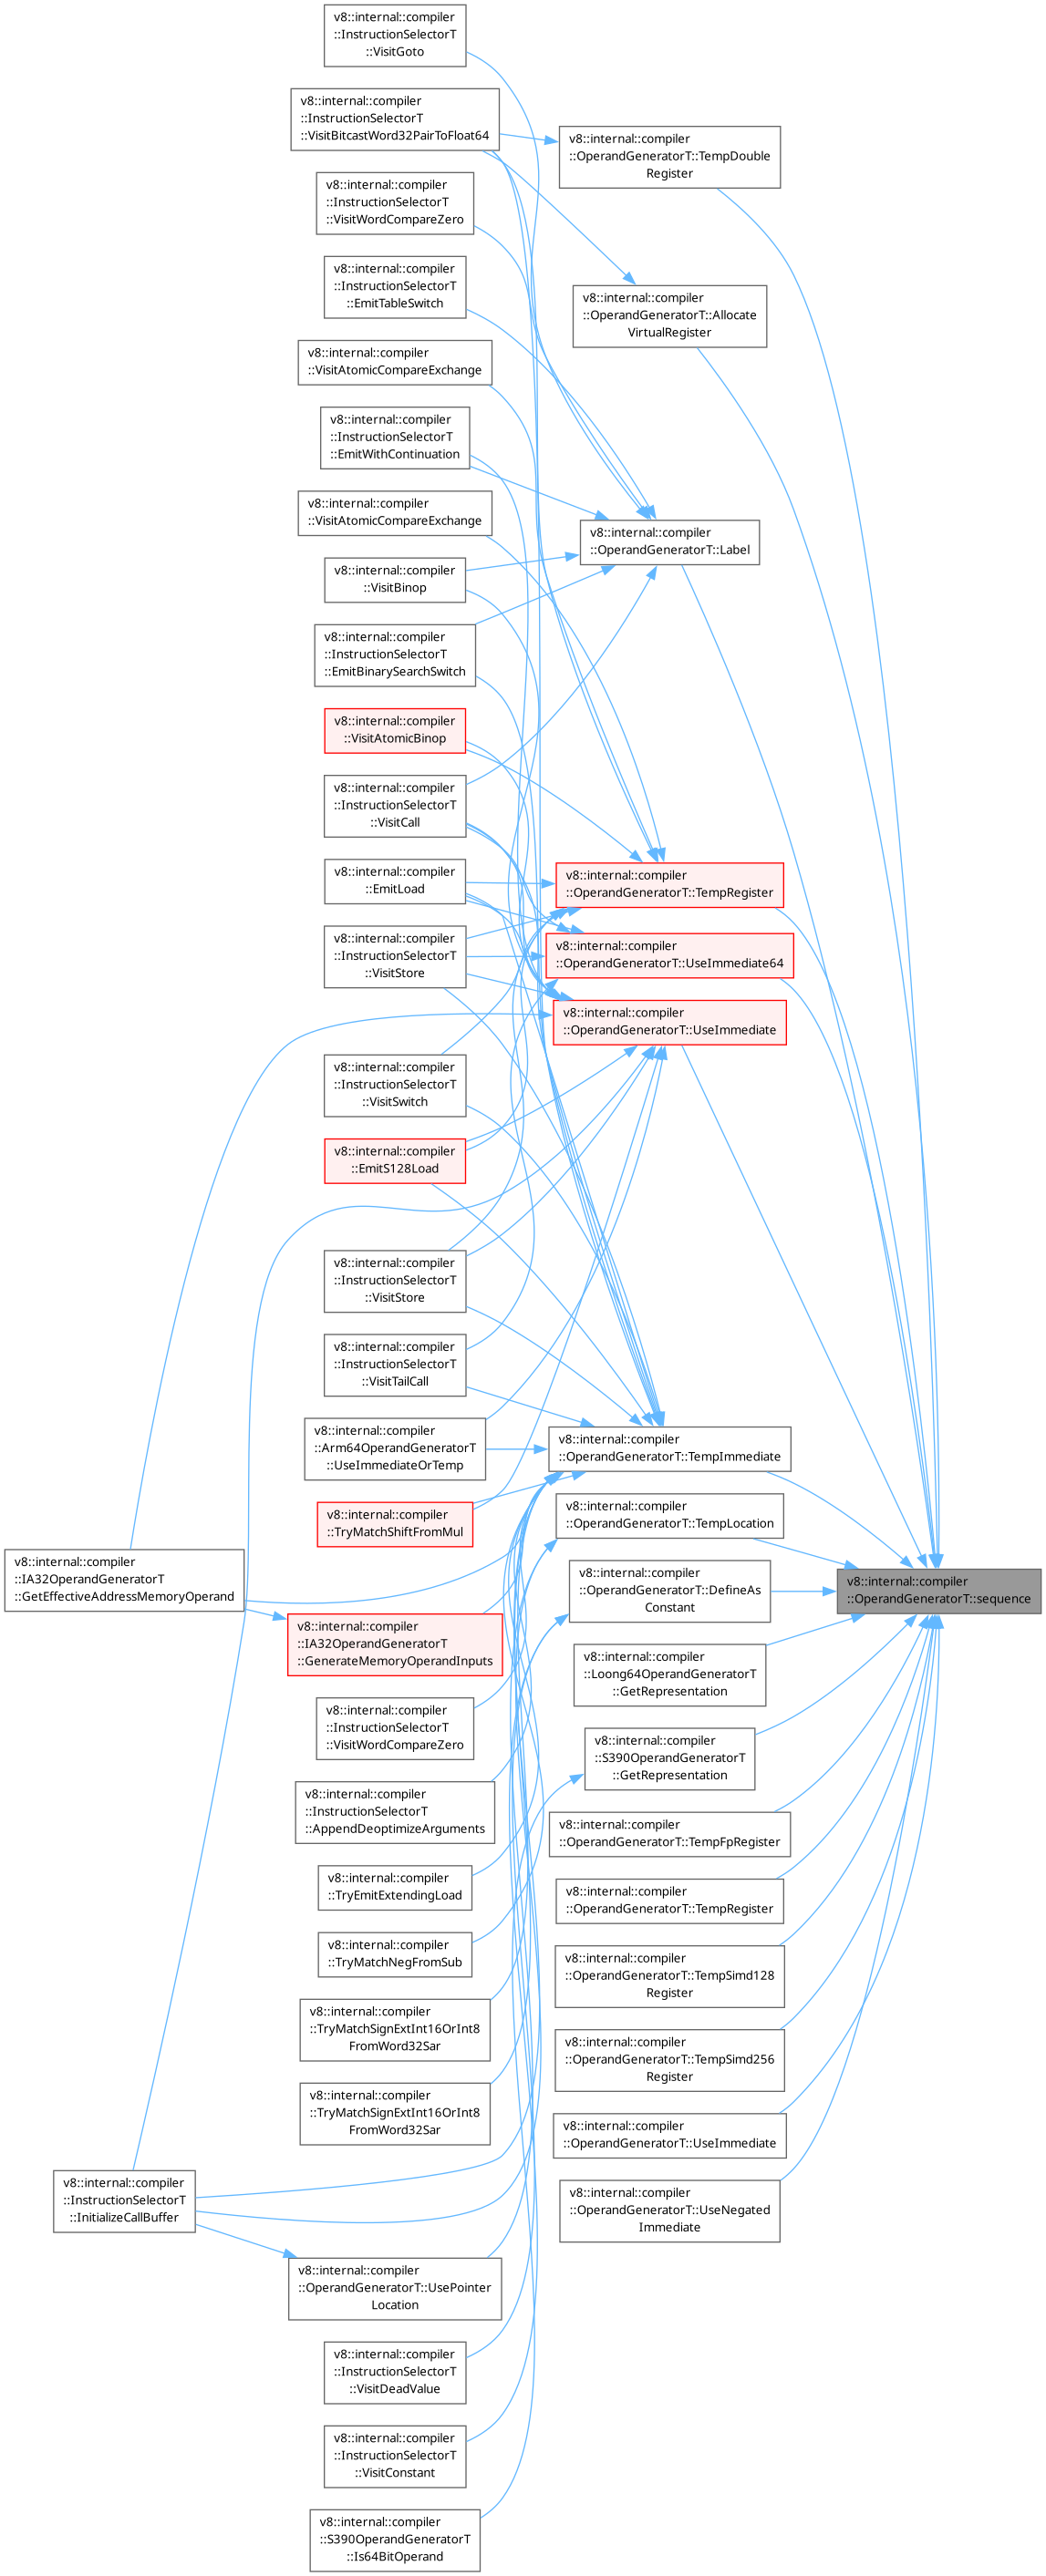 v8::internal::compiler
::InstructionSelectorT
::VisitGoto
v8::internal::compiler
::InstructionSelectorT
::VisitBitcastWord32PairToFloat64
v8::internal::compiler
::InstructionSelectorT
::VisitWordCompareZero
v8::internal::compiler
::InstructionSelectorT
::EmitTableSwitch
v8::internal::compiler
::VisitAtomicCompareExchange
v8::internal::compiler
::InstructionSelectorT
::EmitWithContinuation
v8::internal::compiler
::VisitAtomicCompareExchange
v8::internal::compiler
::VisitBinop
v8::internal::compiler
::InstructionSelectorT
::EmitBinarySearchSwitch
v8::internal::compiler
::VisitAtomicBinop
v8::internal::compiler
::InstructionSelectorT
::VisitCall
v8::internal::compiler
::EmitLoad
v8::internal::compiler
::InstructionSelectorT
::VisitStore
v8::internal::compiler
::InstructionSelectorT
::VisitSwitch
v8::internal::compiler
::EmitS128Load
v8::internal::compiler
::InstructionSelectorT
::VisitStore
v8::internal::compiler
::InstructionSelectorT
::VisitTailCall
v8::internal::compiler
::Arm64OperandGeneratorT
::UseImmediateOrTemp
v8::internal::compiler
::TryMatchShiftFromMul
v8::internal::compiler
::IA32OperandGeneratorT
::GetEffectiveAddressMemoryOperand
v8::internal::compiler
::IA32OperandGeneratorT
::GenerateMemoryOperandInputs
v8::internal::compiler
::InstructionSelectorT
::VisitWordCompareZero
v8::internal::compiler
::InstructionSelectorT
::AppendDeoptimizeArguments
v8::internal::compiler
::TryEmitExtendingLoad
v8::internal::compiler
::TryMatchNegFromSub
v8::internal::compiler
::TryMatchSignExtInt16OrInt8
FromWord32Sar
v8::internal::compiler
::TryMatchSignExtInt16OrInt8
FromWord32Sar
v8::internal::compiler
::InstructionSelectorT
::InitializeCallBuffer
v8::internal::compiler
::OperandGeneratorT::UsePointer
Location
v8::internal::compiler
::InstructionSelectorT
::VisitDeadValue
v8::internal::compiler
::InstructionSelectorT
::VisitConstant
v8::internal::compiler
::S390OperandGeneratorT
::Is64BitOperand
v8::internal::compiler
::OperandGeneratorT::TempDouble
Register
v8::internal::compiler
::OperandGeneratorT::Allocate
VirtualRegister
v8::internal::compiler
::OperandGeneratorT::Label
v8::internal::compiler
::OperandGeneratorT::TempRegister
v8::internal::compiler
::OperandGeneratorT::UseImmediate64
v8::internal::compiler
::OperandGeneratorT::UseImmediate
v8::internal::compiler
::OperandGeneratorT::TempImmediate
v8::internal::compiler
::OperandGeneratorT::TempLocation
v8::internal::compiler
::OperandGeneratorT::DefineAs
Constant
v8::internal::compiler
::Loong64OperandGeneratorT
::GetRepresentation
v8::internal::compiler
::S390OperandGeneratorT
::GetRepresentation
v8::internal::compiler
::OperandGeneratorT::TempFpRegister
v8::internal::compiler
::OperandGeneratorT::TempRegister
v8::internal::compiler
::OperandGeneratorT::TempSimd128
Register
v8::internal::compiler
::OperandGeneratorT::TempSimd256
Register
v8::internal::compiler
::OperandGeneratorT::UseImmediate
v8::internal::compiler
::OperandGeneratorT::UseNegated
Immediate
v8::internal::compiler
::OperandGeneratorT::sequence